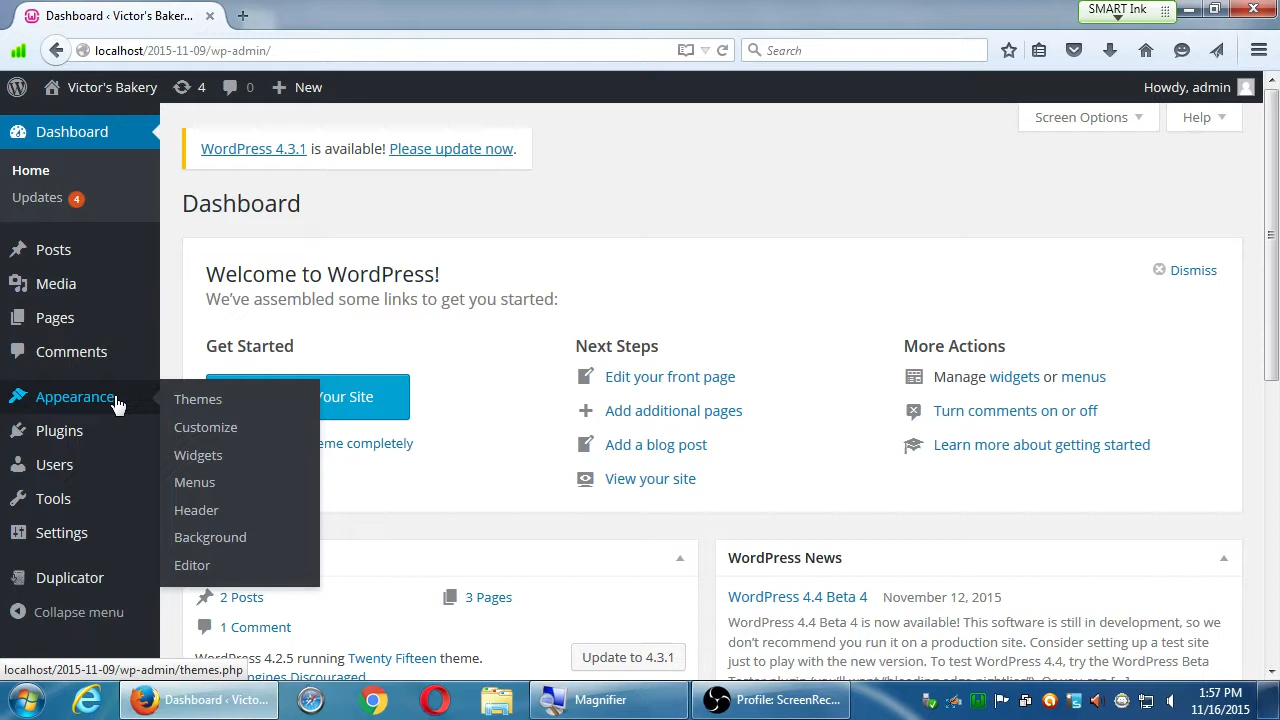 Dashboard ‹ Victor's Bakery...
SMART Ink
localhost/2015-11-09/wp-admin/
Search
Victor's Bakery
4
0
New
Howdy, admin
Dashboard
Home
Updates 4
Posts
Media
Pages
Comments
Appearance
Plugins
Users
Tools
Settings
Duplicator
Collapse menu
Themes
Customize
Widgets
Menus
Header
Background
Editor
Screen Options
Help
WordPress 4.3.1 is available! Please update now.
Dashboard
Welcome to WordPress!
We've assembled some links to get you started:
Dismiss
Get Started
Your Site
eme completely
Next Steps
Edit your front page
Add additional pages
Add a blog post
View your site
More Actions
Manage widgets or menus
Turn comments on or off
Learn more about getting started
2 Posts
3 Pages
1 Comment
WordPress 4.2.5 running Twenty Fifteen theme.
Update to 4.3.1
ngines Discouraged
WordPress News
WordPress 4.4 Beta 4 November 12, 2015
WordPress 4.4 Beta 4 is now available! This software is still in development, so we
don't recommend you run it on a production site. Consider setting up a test site
just to play with the new version. To test WordPress 4.4, try the WordPress Beta
localhost/2015-11-09/wp-admin/themes.php
Dashboard ‹ Victor's Bakery...
Magnifier
Profile: ScreenRec...
1:57 PM
11/16/2015